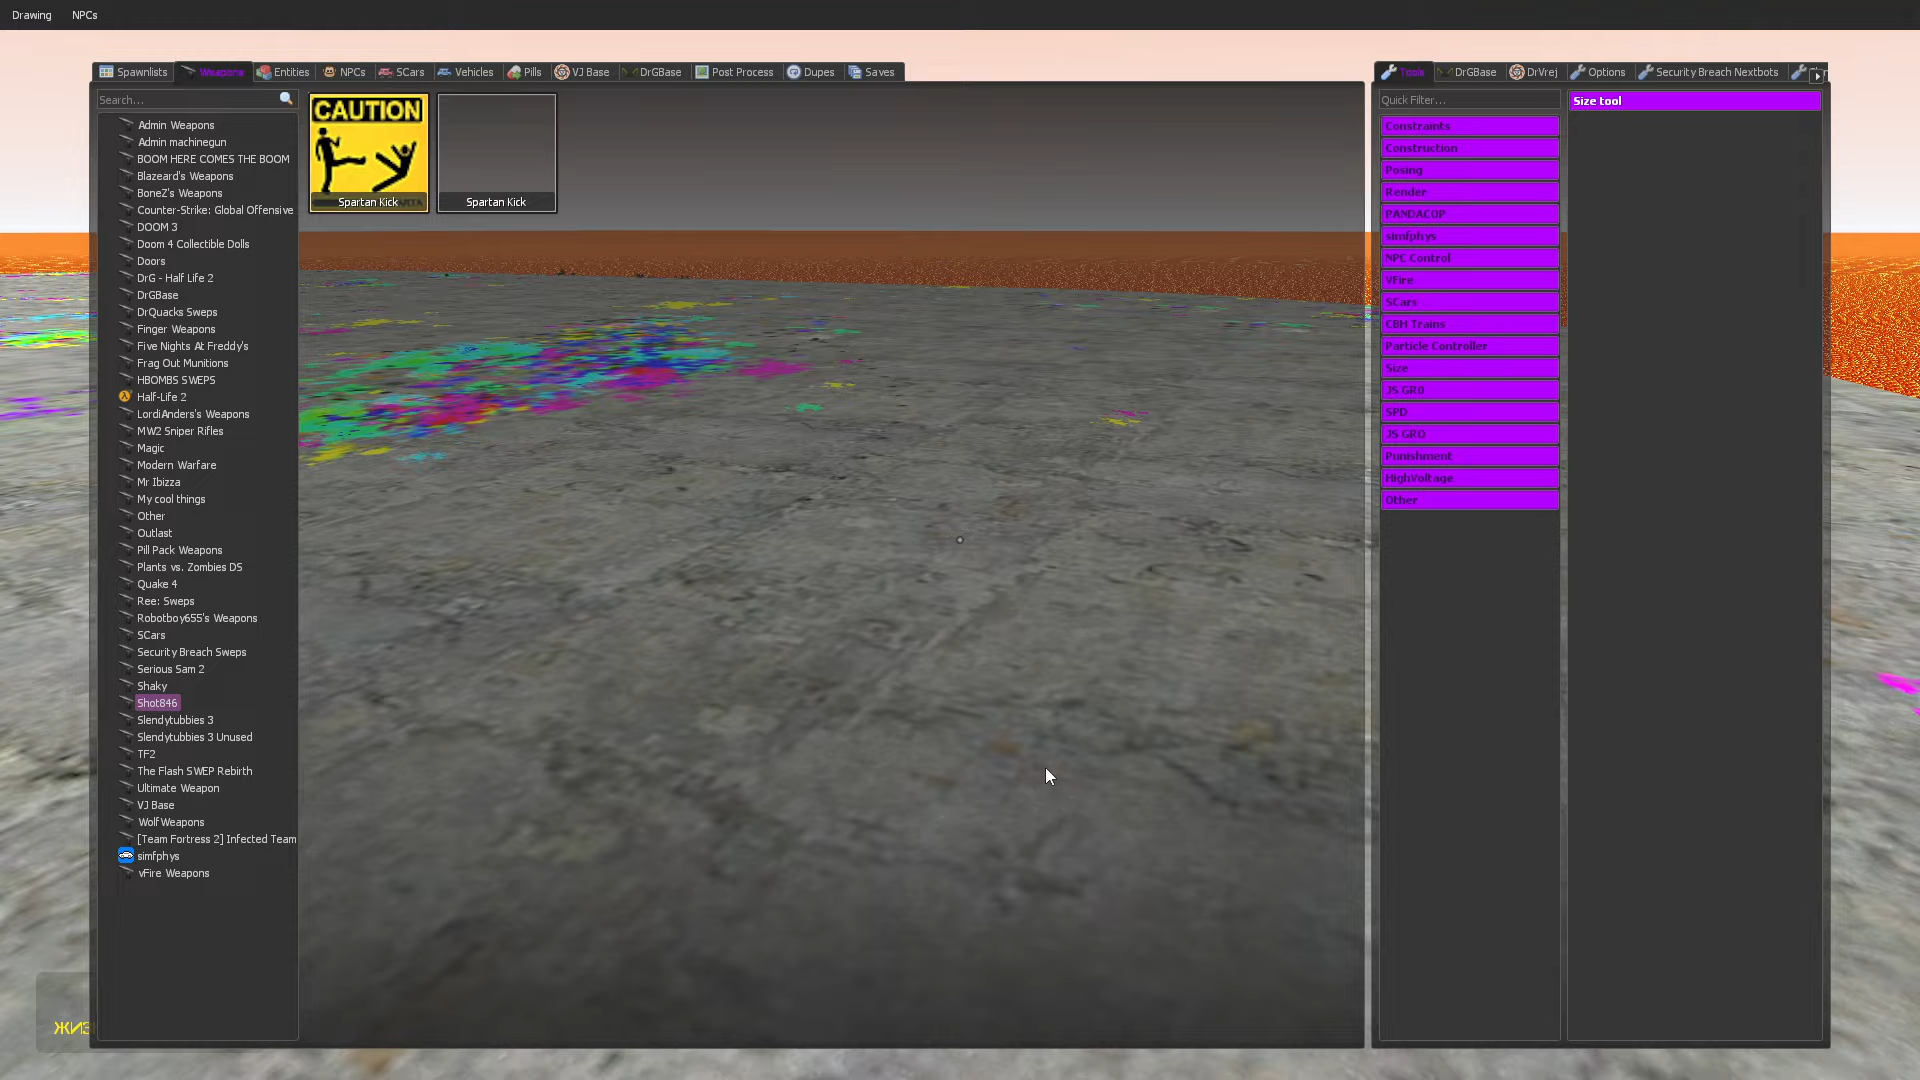 Drawing NPCs
Spawnlists Weapons Entities NPCs SCars Vehicles Pills VJ Base DrGBase Post Process Dupes Saves
Search...
Admin Weapons
Admin machinegun
BOOM HERE COMES THE BOOM
Blazeard's Weapons
BoneZ's Weapons
Counter-Strike: Global Offensive
DOOM 3
Doom 4 Collectible Dolls
Doors
DrG - Half Life 2
DrGBase
DrQuacks Sweps
Finger Weapons
Five Nights At Freddy's
Frag Out Munitions
HBOMBS SWEPS
Half-Life 2
LordiAnders's Weapons
MW2 Sniper Rifles
Magic
Modern Warfare
Mr Ibizza
My cool things
Other
Outlast
Pill Pack Weapons
Plants vs. Zombies DS
Quake 4
Ree: Sweps
Robotboy655's Weapons
SCars
Security Breach Sweps
Serious Sam 2
Shaky
Shot846
Slendytubbies 3
Slendytubbies 3 Unused
TF2
The Flash SWEP Rebirth
Ultimate Weapon
VJ Base
WolfWeapons
[Team Fortress 2] Infected Team
simfphys
vFire Weapons
CAUTION
Spartan Kick
Spartan Kick
Tools DrGBase DrVrej Options Security Breach Nextbots
Quick Filter...
Constraints
Construction
Posing
Render
PANDACOP
simfphys
NPC Control
VFire
SCars
CBH Trains
Particle Controller
Size
JS GRO
SPD
JS GRO
Punishment
HighVoltage
Other
Size tool